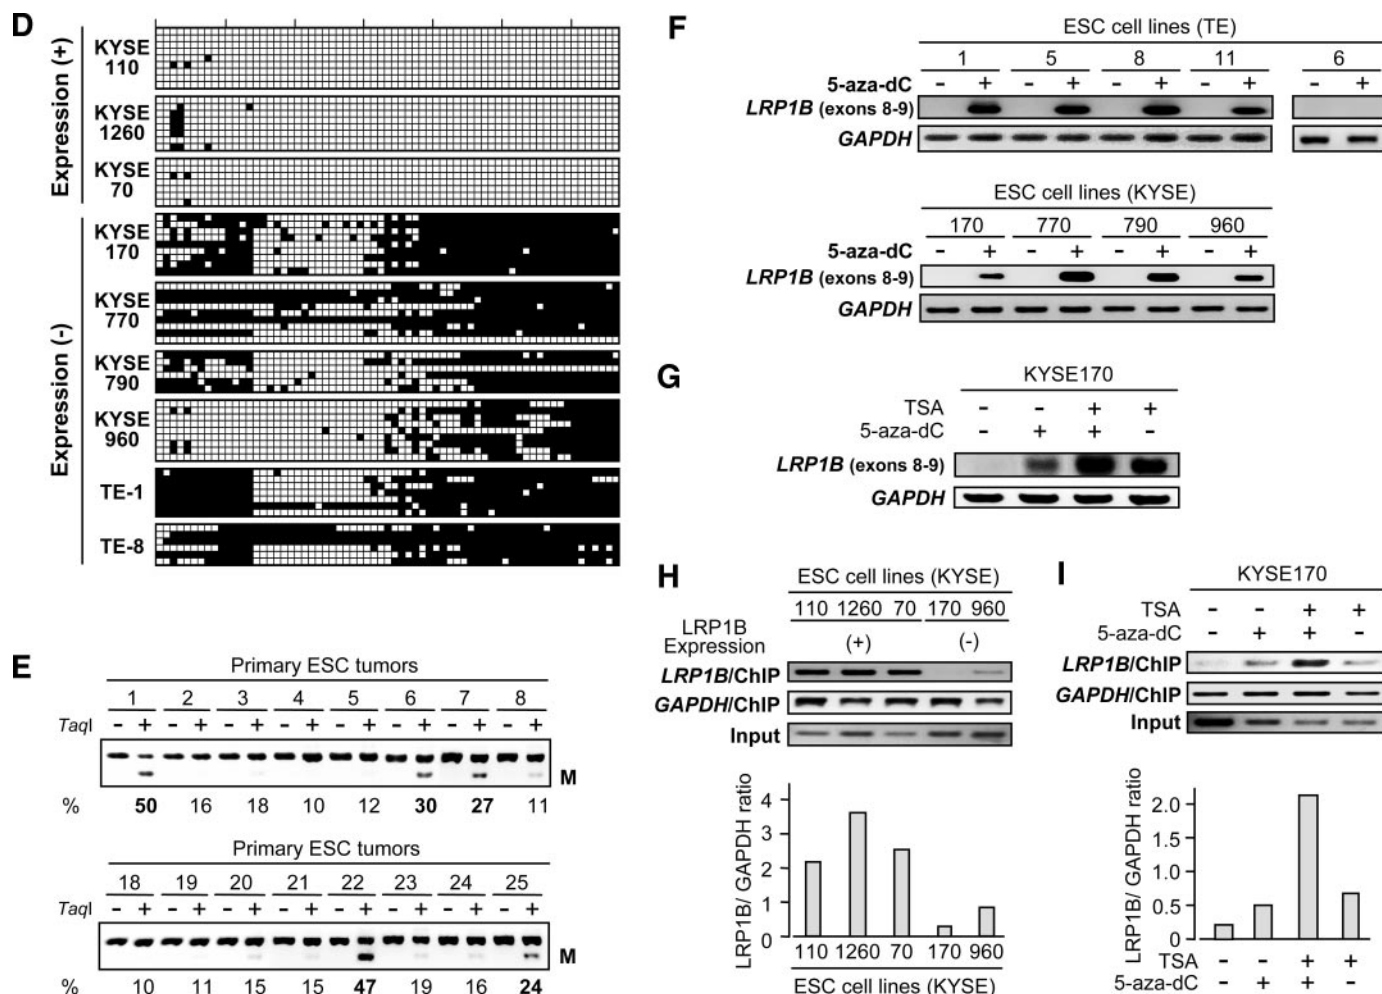 D
Expression (+)
KYSE
110
KYSE
1260
KYSE
70
Expression (-)
KYSE
170
KYSE
770
KYSE
790
KYSE
960
TE-1
TE-8
E
Primary ESC tumors
1 2 3 4 5 6 7 8
TaqI - + - + - + - + - + - + - + - +
M
% 50 16 18 10 12 30 27 11
Primary ESC tumors
18 19 20 21 22 23 24 25
TaqI - + - + - + - + - + - + - + - +
M
% 10 11 15 15 47 19 16 24
F
ESC cell lines (TE)
1 5 8 11 6
5-aza-dC - + - + - + - + - +
LRP1B (exons 8-9)
GAPDH
ESC cell lines (KYSE)
170 770 790 960
5-aza-dC - + - + - + - +
LRP1B (exons 8-9)
GAPDH
G
KYSE170
TSA - - + +
5-aza-dC - + + -
LRP1B (exons 8-9)
GAPDH
H
ESC cell lines (KYSE)
110 1260 70 170 960
LRP1B
Expression (+) (-)
LRP1B/ChIP
GAPDH/ChIP
Input
LRP1B/ GAPDH ratio
4
3
2
1
0
110 1260 70 170 960
ESC cell lines (KYSE)
I
KYSE170
TSA - - + +
5-aza-dC - + + -
LRP1B/ChIP
GAPDH/ChIP
Input
LRP1B/ GAPDH ratio
2.0
1.5
1.0
0.5
0
TSA - - + +
5-aza-dC - + + -